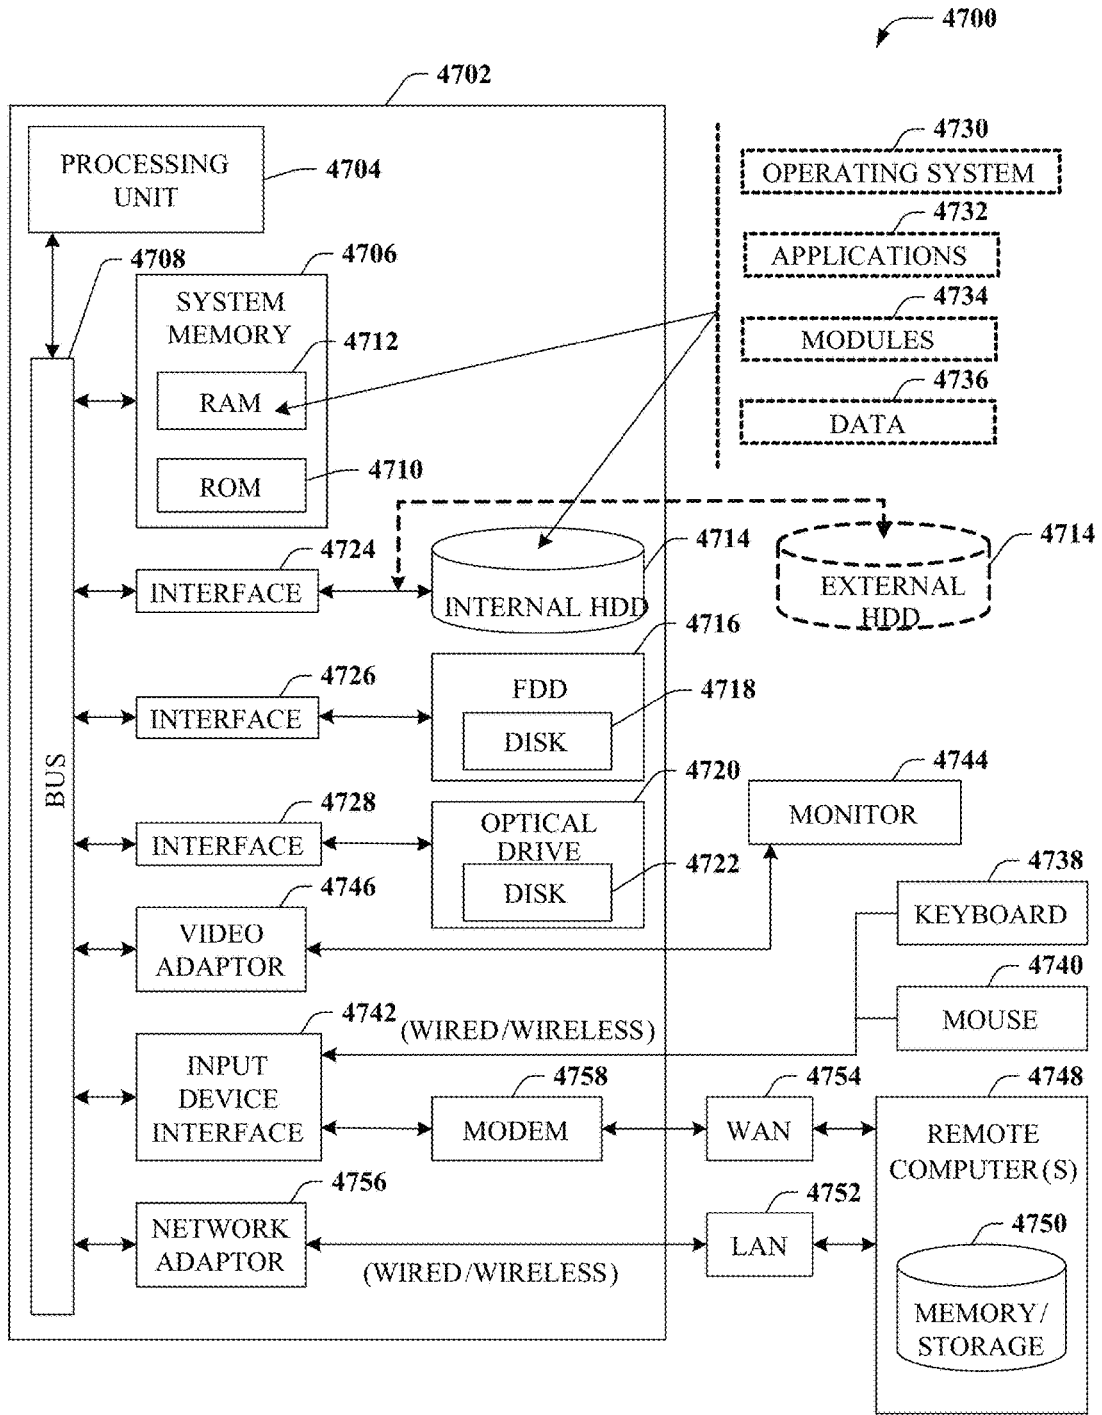 4700
4702
PROCESSING
UNIT
4704
4730
OPERATING SYSTEM
4732
APPLICATIONS
4734
MODULES
4736
DATA
4708
4706
SYSTEM
MEMORY
4712
RAM
4710
ROM
4724
INTERFACE
4714
INTERNAL HDD
4714
EXTERNAL
HDD
4716
4726
INTERFACE
FDD
4718
DISK
BUS
4720
4728
INTERFACE
OPTICAL
DRIVE
4722
DISK
4744
MONITOR
4746
VIDEO
ADAPTOR
4738
KEYBOARD
4740
MOUSE
4742
(WIRED/WIRELESS)
INPUT
DEVICE
INTERFACE
4758
MODEM
4754
WAN
4748
REMOTE
COMPUTER(S)
4756
NETWORK
ADAPTOR
(WIRED/WIRELESS)
4752
LAN
4750
MEMORY/
STORAGE